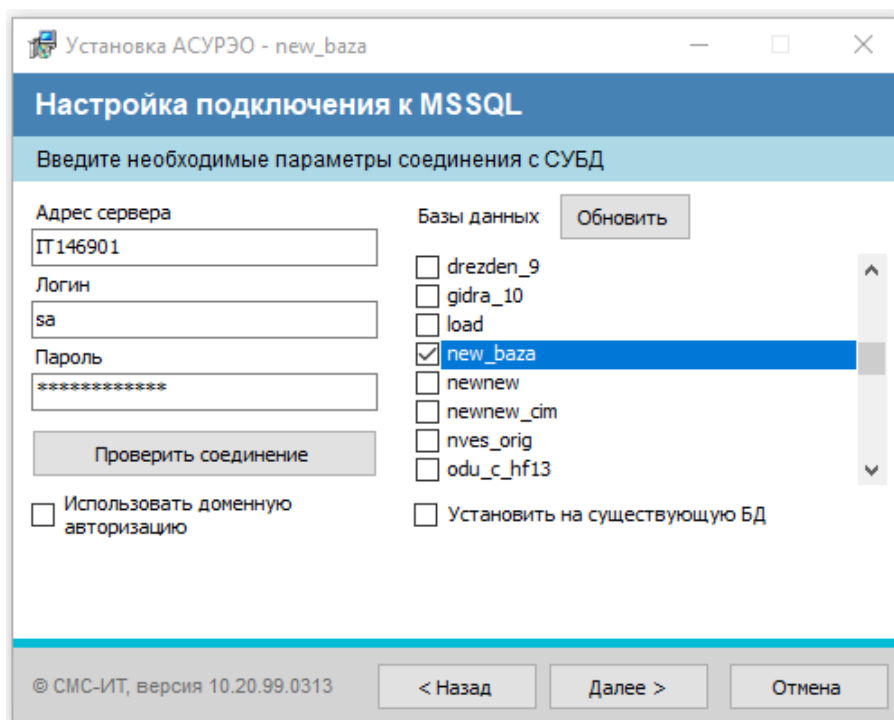 Установка АСУРЭО - new_baza
Настройка подключения к MSSQL
Введите необходимые параметры соединения с СУБД
Адрес сервера
IT146901
Логин
sa
Пароль
************
Проверить соединение
Использовать доменную
авторизацию
Базы данных
Обновить
drezden_9
gidra_10
load
new_baza
newnew
newnew_cim
nves_orig
odu_c_hf13
Установить на существующую БД
© СМС-ИТ, версия 10.20.99.0313
< Назад
Далее >
Отмена